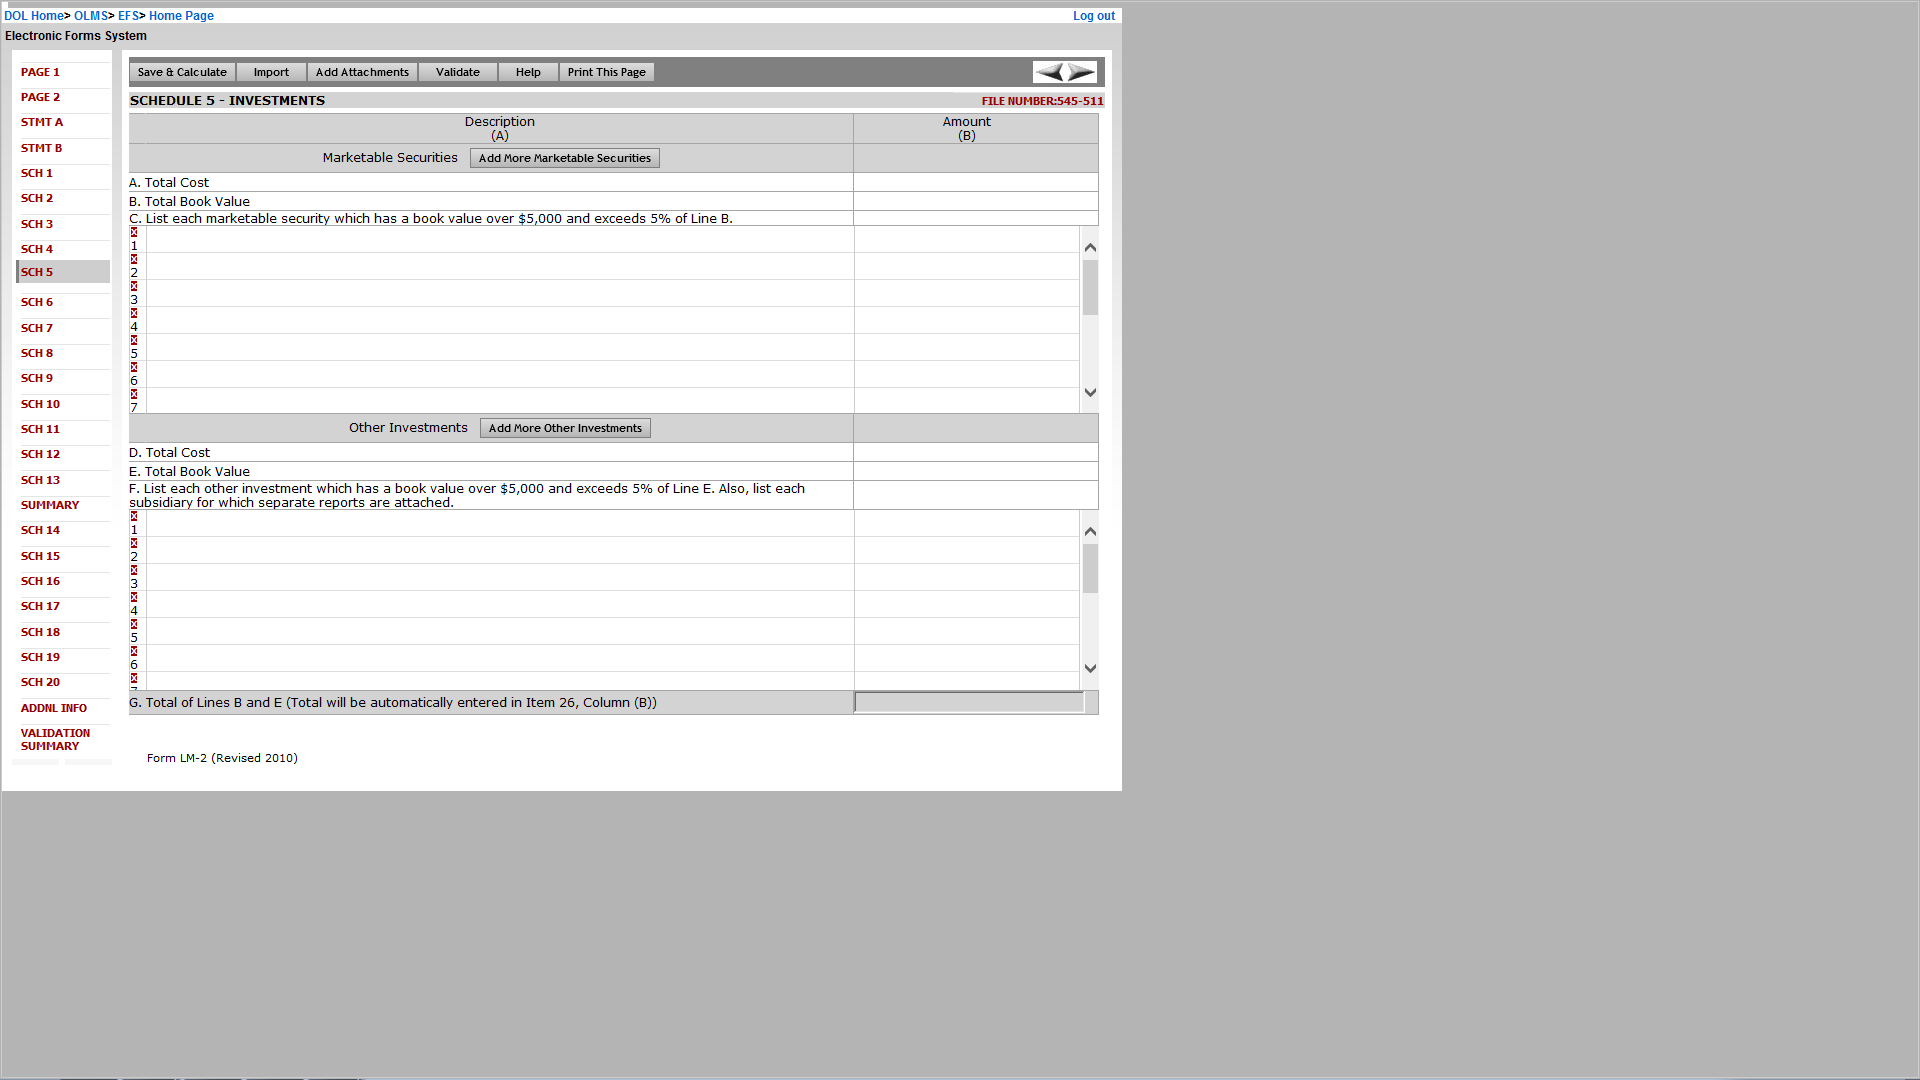 DOL Home> OLMS> EFS> Home Page
Log out
Electronic Forms System
PAGE 1
PAGE 2
STMT A
STMT B
SCH 1
SCH 2
SCH 3
SCH 4
SCH 5
SCH 6
SCH 7
SCH 8
SCH 9
SCH 10
SCH 11
SCH 12
SCH 13
SUMMARY
SCH 14
SCH 15
SCH 16
SCH 17
SCH 18
SCH 19
SCH 20
ADDNL INFO
VALIDATION
SUMMARY
Save & Calculate
Import
Add Attachments
Validate
Help
Print This Page
SCHEDULE 5 - INVESTMENTS
FILE NUMBER:545-511
Description
(A)
Amount
(B)
Marketable Securities
Add More Marketable Securities
A. Total Cost
B. Total Book Value
C. List each marketable security which has a book value over $5,000 and exceeds 5% of Line B.
x
1
x
2
x
3
x
4
x
5
x
6
x
7
Other Investments
Add More Other Investments
D. Total Cost
E. Total Book Value
F. List each other investment which has a book value over $5,000 and exceeds 5% of Line E. Also, list each
subsidiary for which separate reports are attached.
x
1
x
2
x
3
x
4
x
5
x
6
x
G. Total of Lines B and E (Total will be automatically entered in Item 26, Column (B))
Form LM-2 (Revised 2010)